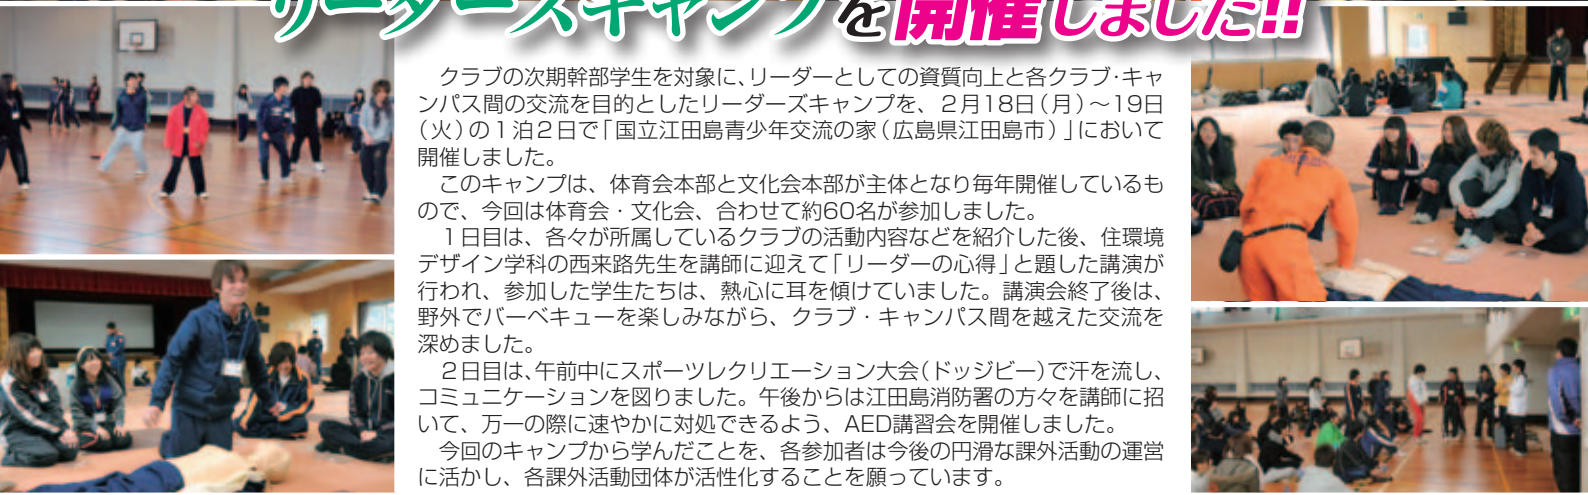 リーダーズキャンプを開催しました!!
クラブの次期幹部学生を対象に、リーダーとしての資質向上と各クラブ・キャ
ンパス間の交流を目的としたリーダーズキャンプを、２月18日（月）～19日
（火）の１泊２日で「国立江田島青少年交流の家（広島県江田島市）」において
開催しました。
このキャンプは、体育会本部と文化会本部が主体となり毎年開催しているも
ので、今回は体育会・文化会、合わせて約60名が参加しました。
１日目は、各々が所属しているクラブの活動内容などを紹介した後、住環境
デザイン学科の西来路先生を講師に迎えて「リーダーの心得」と題した講演が
行われ、参加した学生たちは、熱心に耳を傾けていました。講演会終了後は、
野外でバーベキューを楽しみながら、クラブ・キャンパス間を越えた交流を
深めました。
２日目は、午前中にスポーツレクリエーション大会（ドッジビー）で汗を流し、
コミュニケーションを図りました。午後からは江田島消防署の方々を講師に招
いて、万一の際に速やかに対処できるよう、AED講習会を開催しました。
今回のキャンプから学んだことを、各参加者は今後の円滑な課外活動の運営
に活かし、各課外活動団体が活性化することを願っています。